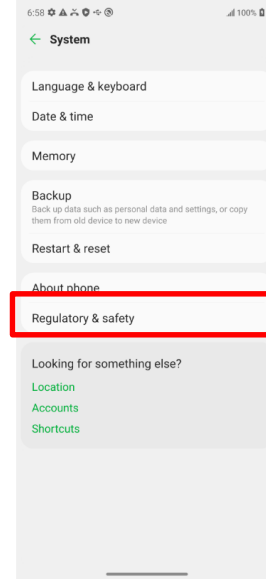 6:58 100%
System
Language & keyboard
Date & time
Memory
Backup
Back up data such as personal data and settings, or copy
them from old device to new device
Restart & reset
About phone
Regulatory & safety
Looking for something else?
Location
Accounts
Shortcuts